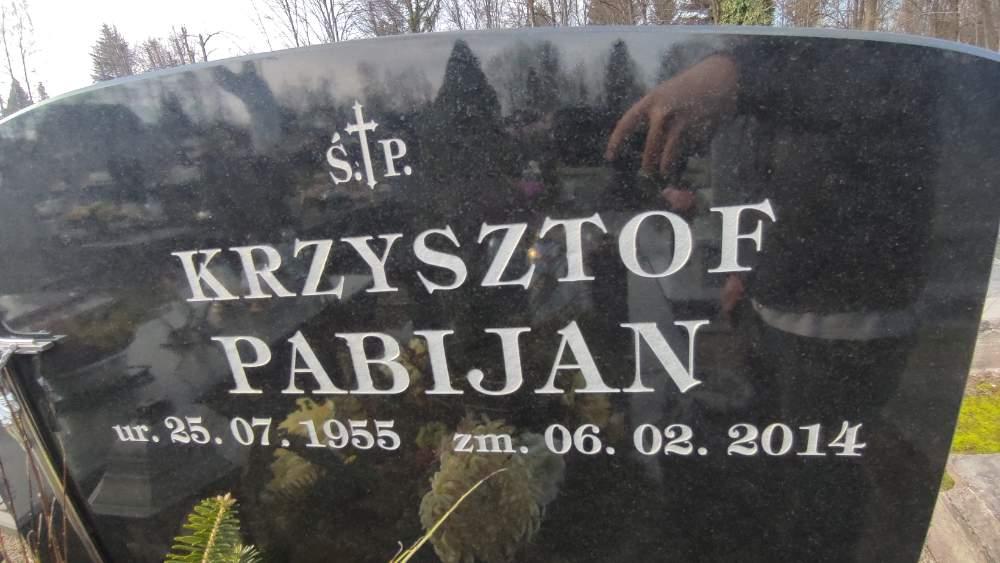 Ś.P.
KRZYSZTOF
PABIJAN
ur. 25. 07. 1955 zm. 06. 02. 2014